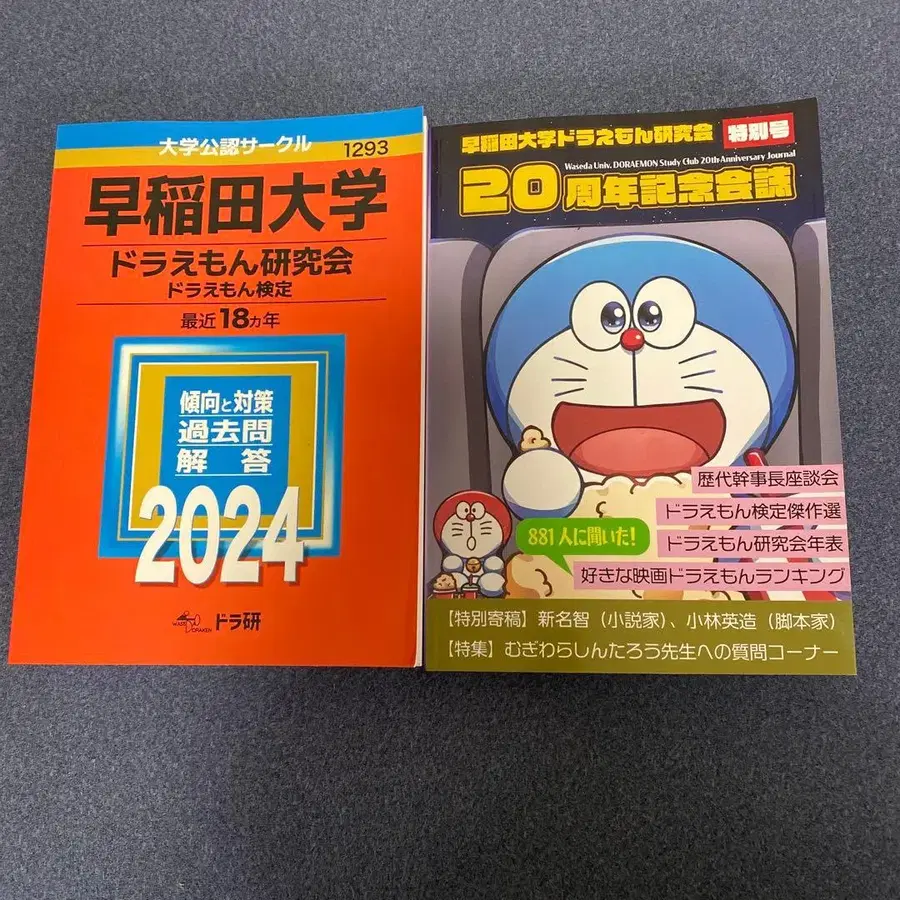 大学公認サークル
1293
早稲田大学
ドラえもん研究会
ドラえもん検定
最近18ヵ年
傾向と対策
過去問
解答
2024
ドラ研
早稲田大学ドラえもん研究会
特別号
Waseda Univ. DORAEMON Study Club 20th Anniversary Journal
20周年記念会誌
歴代幹事長座談会
ドラえもん検定傑作選
ドラえもん研究会年表
881人に聞いた!
好きな映画ドラえもんランキング
【特別寄稿】新名智(小説家)、小林英造(脚本家)
【特集】むぎわらしんたろう先生への質問コーナー